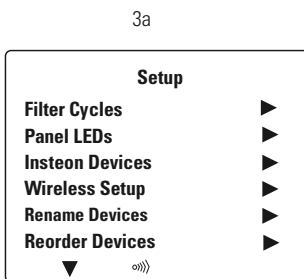 3a
Setup
Filter Cycles
Panel LEDs
Insteon Devices
Wireless Setup
Rename Devices
Reorder Devices